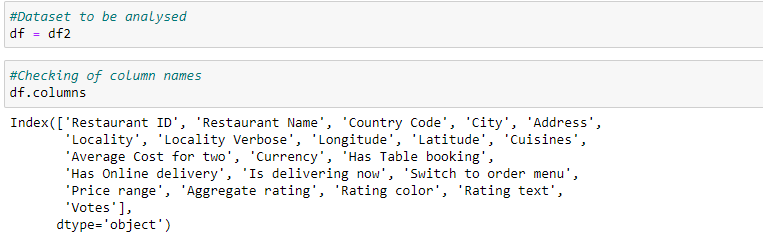 #Dataset to be analysed
df = df2
#Checking of column names
df.columns
Index(['Restaurant ID', 'Restaurant Name', 'Country Code', 'City', 'Address',
'Locality', 'Locality Verbose', 'Longitude', 'Latitude', 'Cuisines',
'Average Cost for two', 'Currency', 'Has Table booking',
'Has Online delivery', 'Is delivering now', 'Switch to order menu',
'Price range', 'Aggregate rating', 'Rating color', 'Rating text',
'Votes'],
dtype='object')